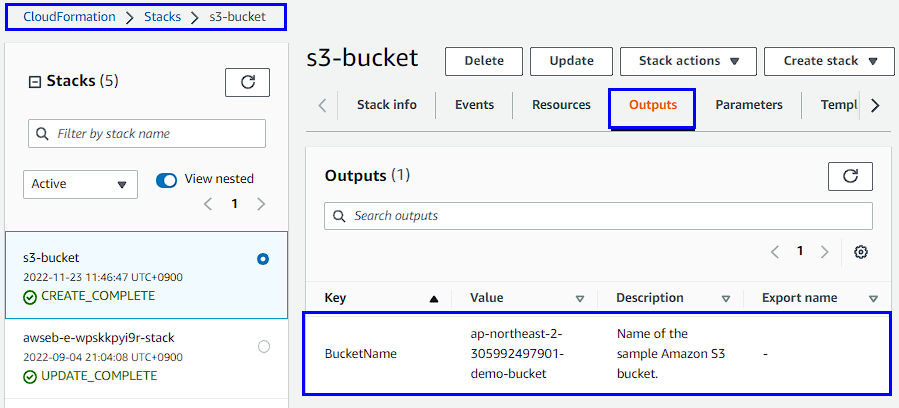 CloudFormation > Stacks > s3-bucket
Stacks (5)
Filter by stack name
Active
View nested
1
s3-bucket
2022-11-23 11:46:47 UTC+0900
CREATE_COMPLETE
awseb-e-wpskkpyi9r-stack
2022-09-04 21:04:08 UTC+0900
UPDATE_COMPLETE
s3-bucket
Delete
Update
Stack actions
Create stack
Stack info
Events
Resources
Outputs
Parameters
Templ
Outputs (1)
Search outputs
1
Key
Value
Description
Export name
BucketName
ap-northeast-2-
305992497901-
demo-bucket
Name of the
sample Amazon S3
bucket.
-